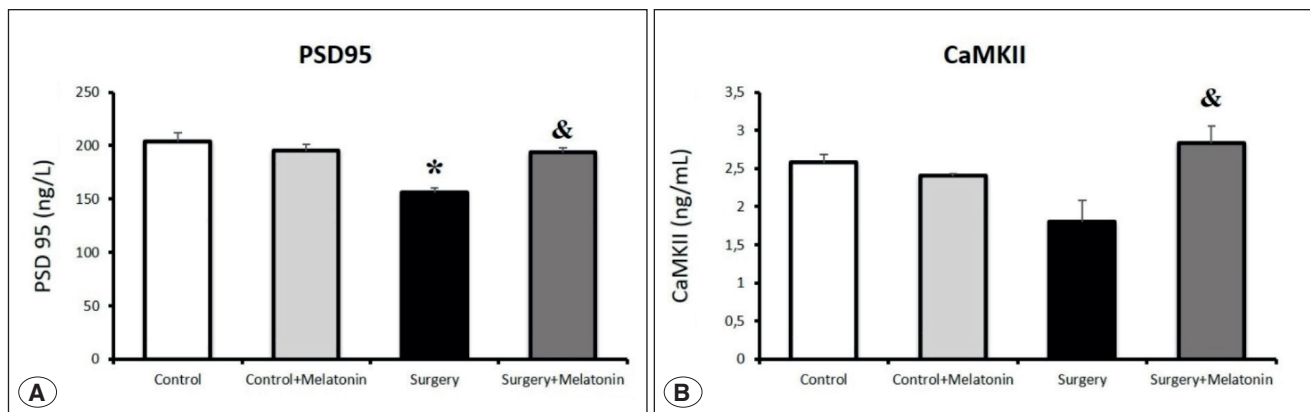 PSD95
PSD 95 (ng/L)
250
200
150
100
50
0
*
&
Control
Control+Melatonin
Surgery
Surgery+Melatonin
A
CaMKII
CaMKII (ng/mL)
3,5
3
2,5
2
1,5
1
0,5
0
&
Control
Control+Melatonin
Surgery
Surgery+Melatonin
B